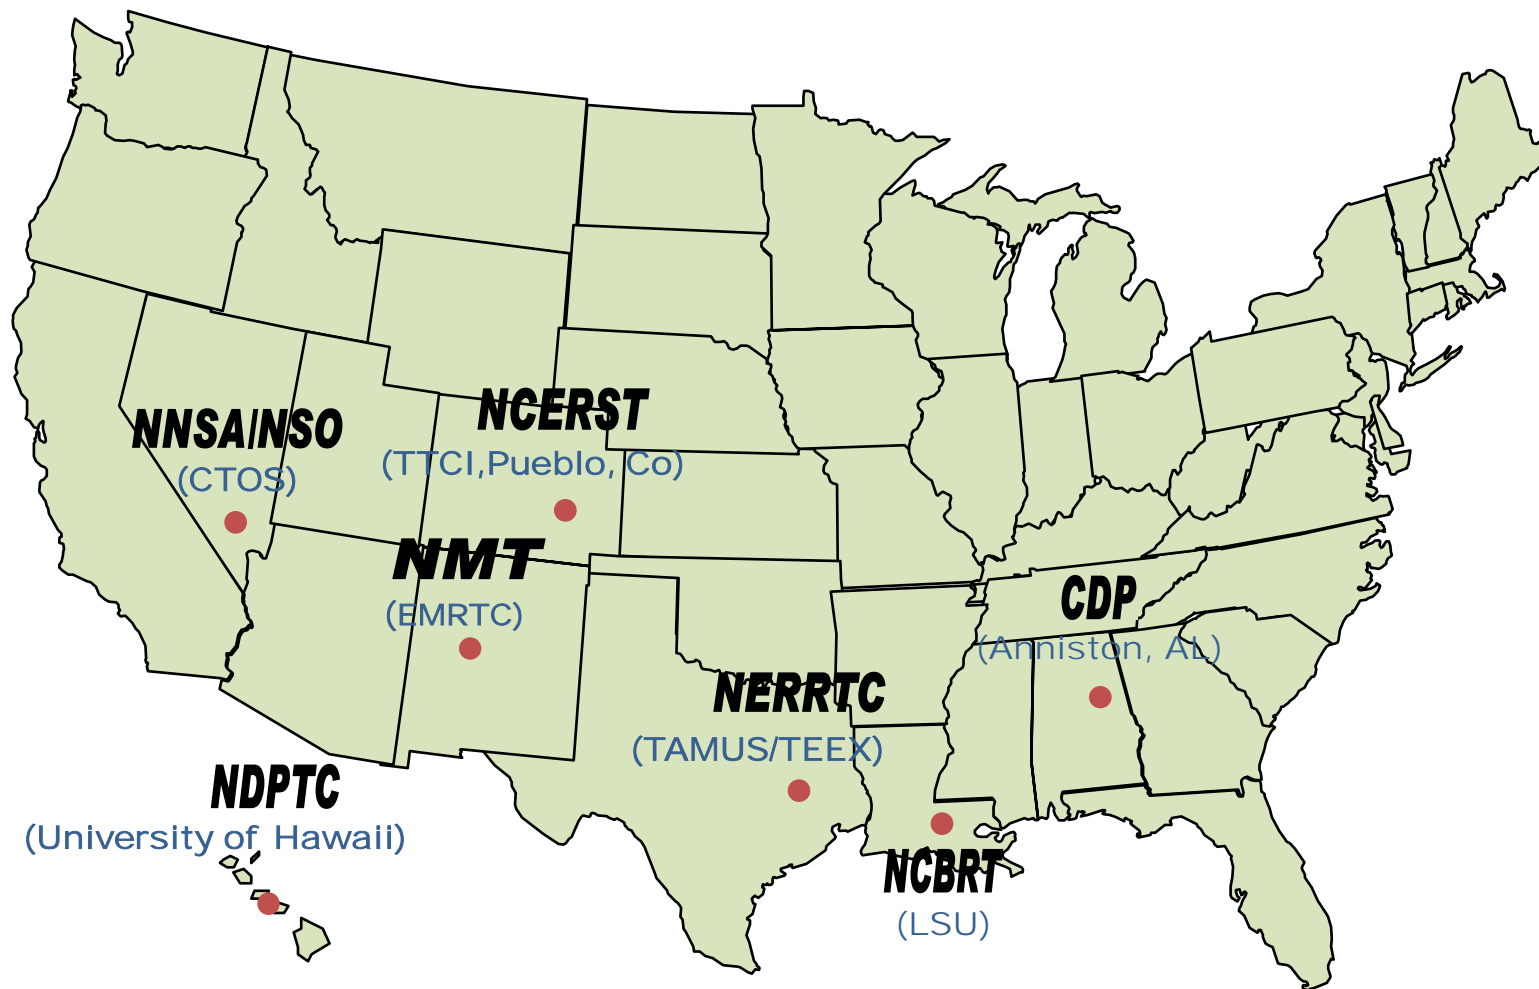 NCERST
(TTCI,Pueblo, Co)
NNSA/NSO
(CTOS)
NMT
(EMRTC)
CDP
(Anniston, AL)
NERRTC
(TAMUS/TEEX)
NDPTC
(University of Hawaii)
NCBRT
(LSU)